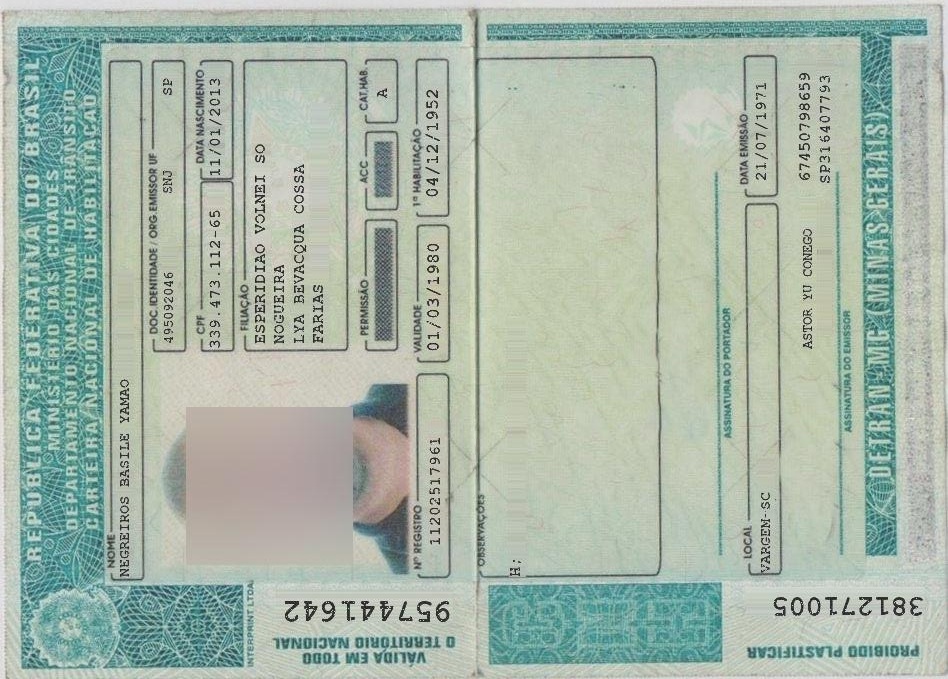 REPÚBLICA FEDERATIVA DO BRASIL
MINISTÉRIO DAS CIDADES
DEPARTAMENTO NACIONAL DE TRÂNSITO
CARTEIRA NACIONAL DE HABILITAÇÃO
NOME
NEGREIROS BASILE YAMAO
DOC. IDENTIDADE / ORG. EMISSOR UF
495092046 SNJ SP
CPF
339.473.112-65
DATA NASCIMENTO
11/01/2013
FILIAÇÃO
ESPERIDIAO VOLNEI SO
NOGUEIRA
LYA BEVACQUA COSSA
FARIAS
PERMISSÃO
ACC
CAT.HAB.
A
Nº REGISTRO
11202517961
VALIDADE
01/03/1980
1ª HABILITAÇÃO
04/12/1952
VÁLIDA EM TODO
O TERRITÓRIO NACIONAL
957441642
INTERPRINT LTDA
OBSERVAÇÕES
H;
ASSINATURA DO PORTADOR
LOCAL
VARGEM-SC
DATA EMISSÃO
21/07/1971
67450798659
SP316407793
ASTOR YU CONEGO
ASSINATURA DO EMISSOR
DETRAN-MG (MINAS GERAIS)
PROIBIDO PLASTIFICAR
381271005